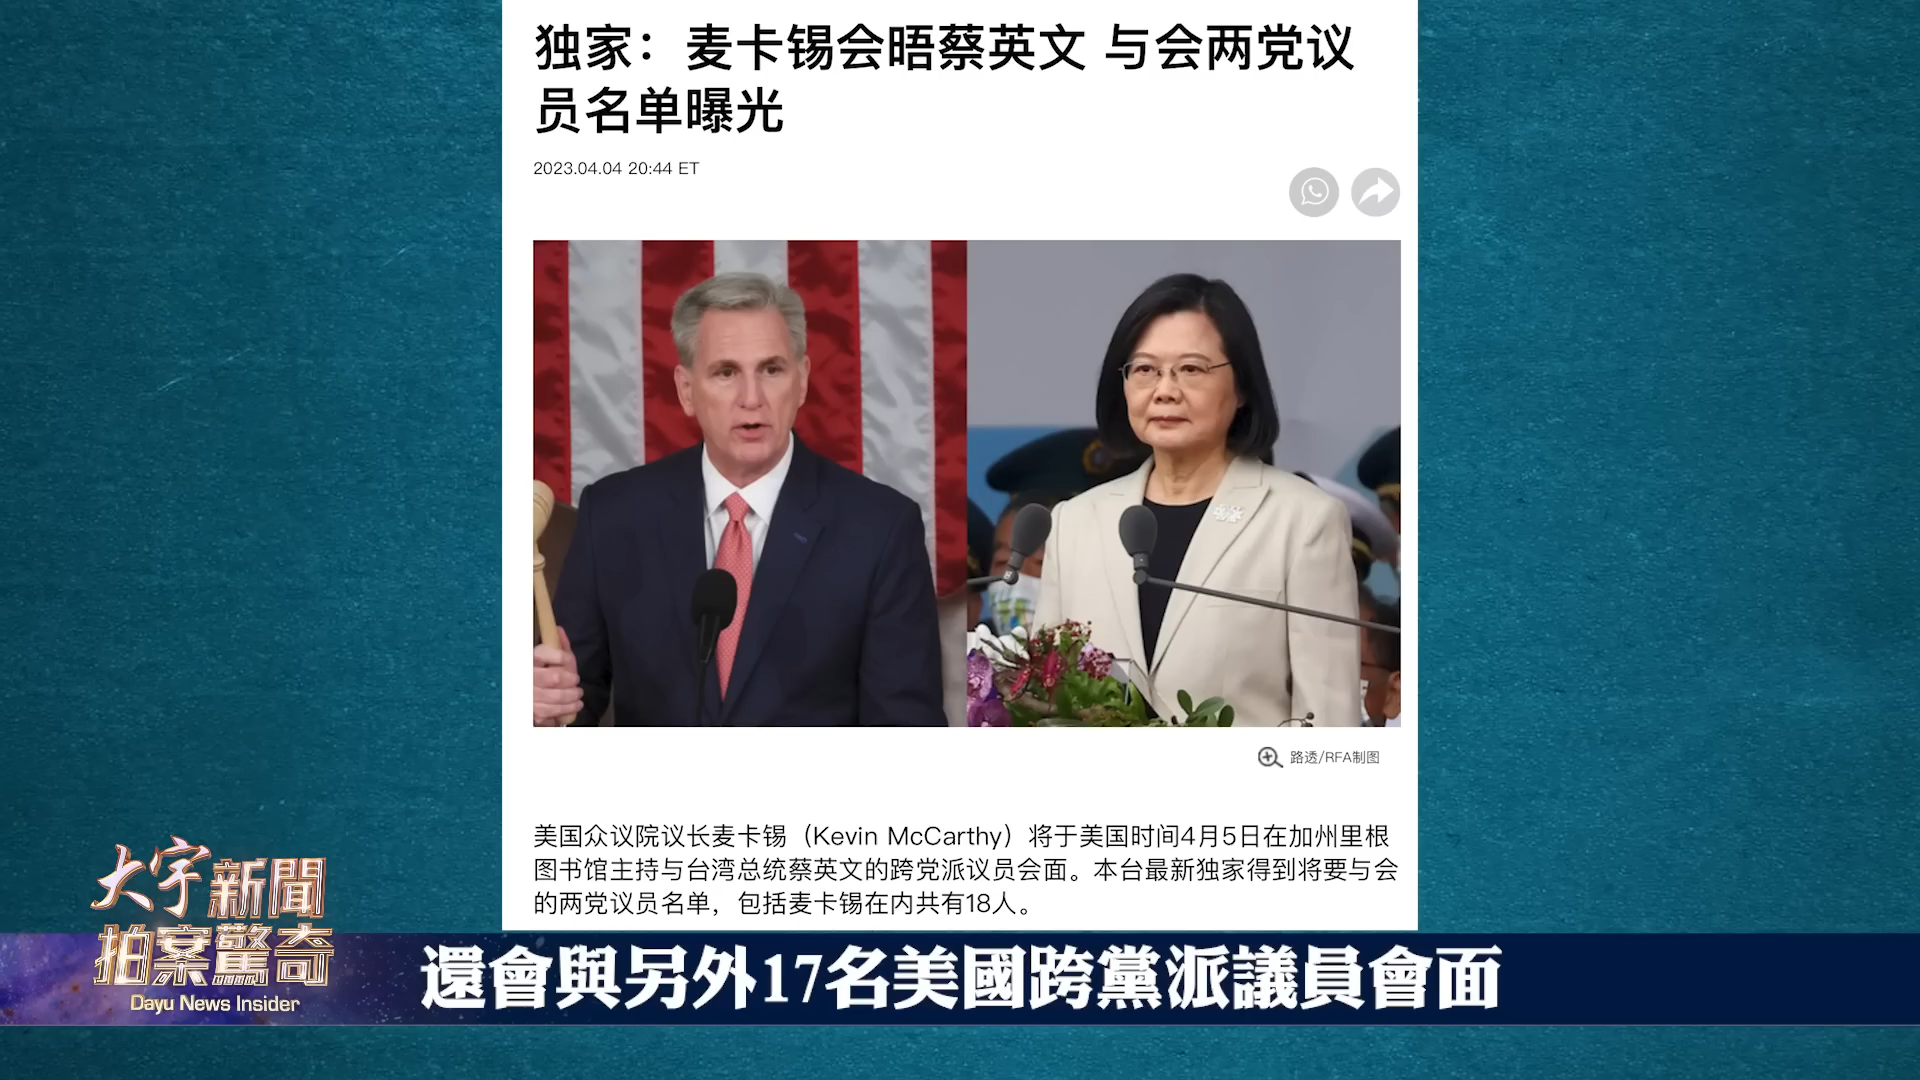 独家：麦卡锡会晤蔡英文 与会两党议
员名单曝光
2023.04.04 20:44 ET
路透/RFA制图
美国众议院议长麦卡锡（Kevin McCarthy）将于美国时间4月5日在加州里根
图书馆主持与台湾总统蔡英文的跨党派议员会面。本台最新独家得到将要与会
的两党议员名单，包括麦卡锡在内共有18人。
大宇新聞
拍案驚奇
Dayu News Insider
還會與另外17名美國跨黨派議員會面